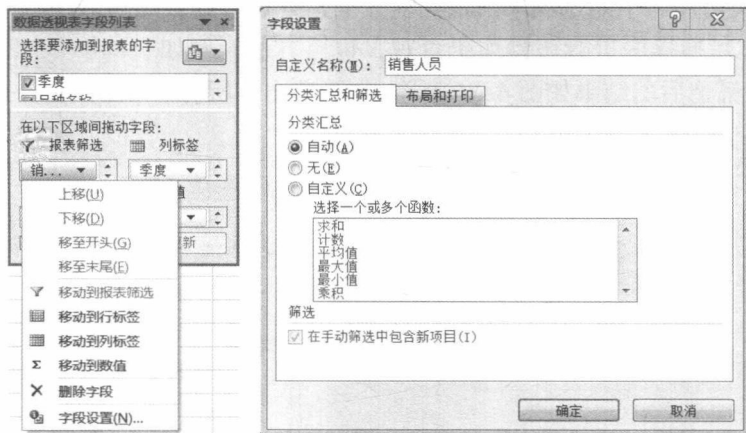 数据透视表字段列表
选择要添加到报表的字
段:
季度
品种名称
在以下区域间拖动字段:
报表筛选 列标签
销... 季度
值
上移(U)
下移(D)
新
移至开头(G)
移至末尾(E)
移动到报表筛选
移动到行标签
移动到列标签
Σ 移动到数值
删除字段
字段设置(N)...
字段设置
自定义名称(M): 销售人员
分类汇总和筛选 布局和打印
分类汇总
自动(A)
无(E)
自定义(C)
选择一个或多个函数:
求和
计数
平均值
最大值
最小值
乘积
筛选
在手动筛选中包含新项目(I)
确定 取消